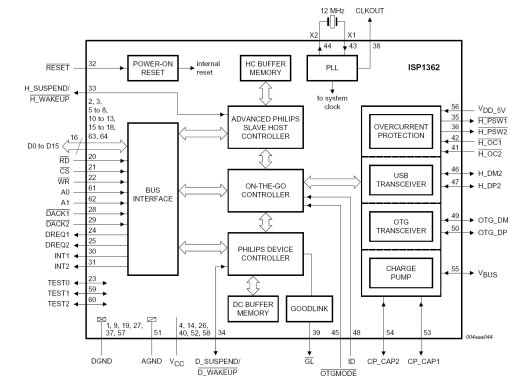 12 MHz
CLKOUT
X2
X1
44
43
38
RESET
32
POWER-ON
RESET
internal
reset
HC BUFFER
MEMORY
PLL
ISP1362
to system
clock
H_SUSPEND/
H_WAKEUP
33
2, 3,
5 to 8,
10 to 13,
15 to 18,
63, 64
D0 to D15
16
RD
20
CS
21
WR
22
A0
61
A1
62
DACK1
28
DACK2
29
DREQ1
24
DREQ2
25
INT1
30
INT2
31
TEST0
23
TEST1
59
TEST2
60
BUS
INTERFACE
ADVANCED PHILIPS
SLAVE HOST
CONTROLLER
ON-THE-GO
CONTROLLER
PHILIPS DEVICE
CONTROLLER
DC BUFFER
MEMORY
GOODLINK
OVERCURRENT
PROTECTION
USB
TRANSCEIVER
OTG
TRANSCEIVER
CHARGE
PUMP
56
VDD_5V
35
H_PSW1
36
H_PSW2
42
H_OC1
41
H_OC2
46
H_DM2
47
H_DP2
49
OTG_DM
50
OTG_DP
55
VBUS
1, 9, 19, 27,
37, 57
DGND
51
AGND
4, 14, 26,
40, 52, 58
VCC
34
D_SUSPEND/
D_WAKEUP
39
GL
45
OTGMODE
48
ID
54
CP_CAP2
53
CP_CAP1
004aaa044